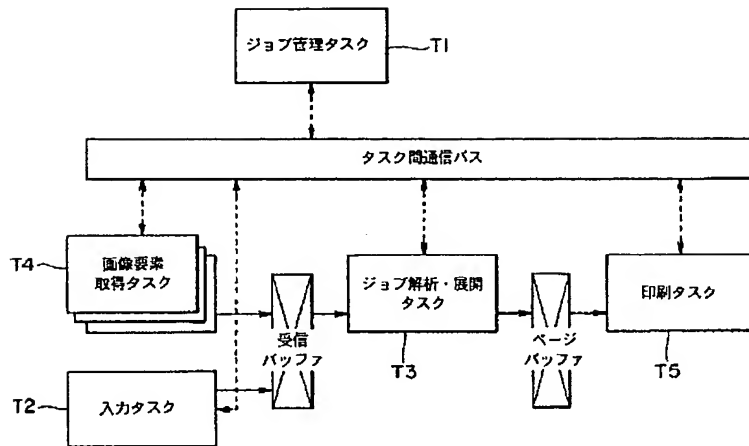 ジョブ管理タスク
T1
タスク間通信バス
T4
画像要素
取得タスク
受信
バッファ
ジョブ解析・展開
タスク
T3
ページ
バッファ
印刷タスク
T5
T2
入力タスク